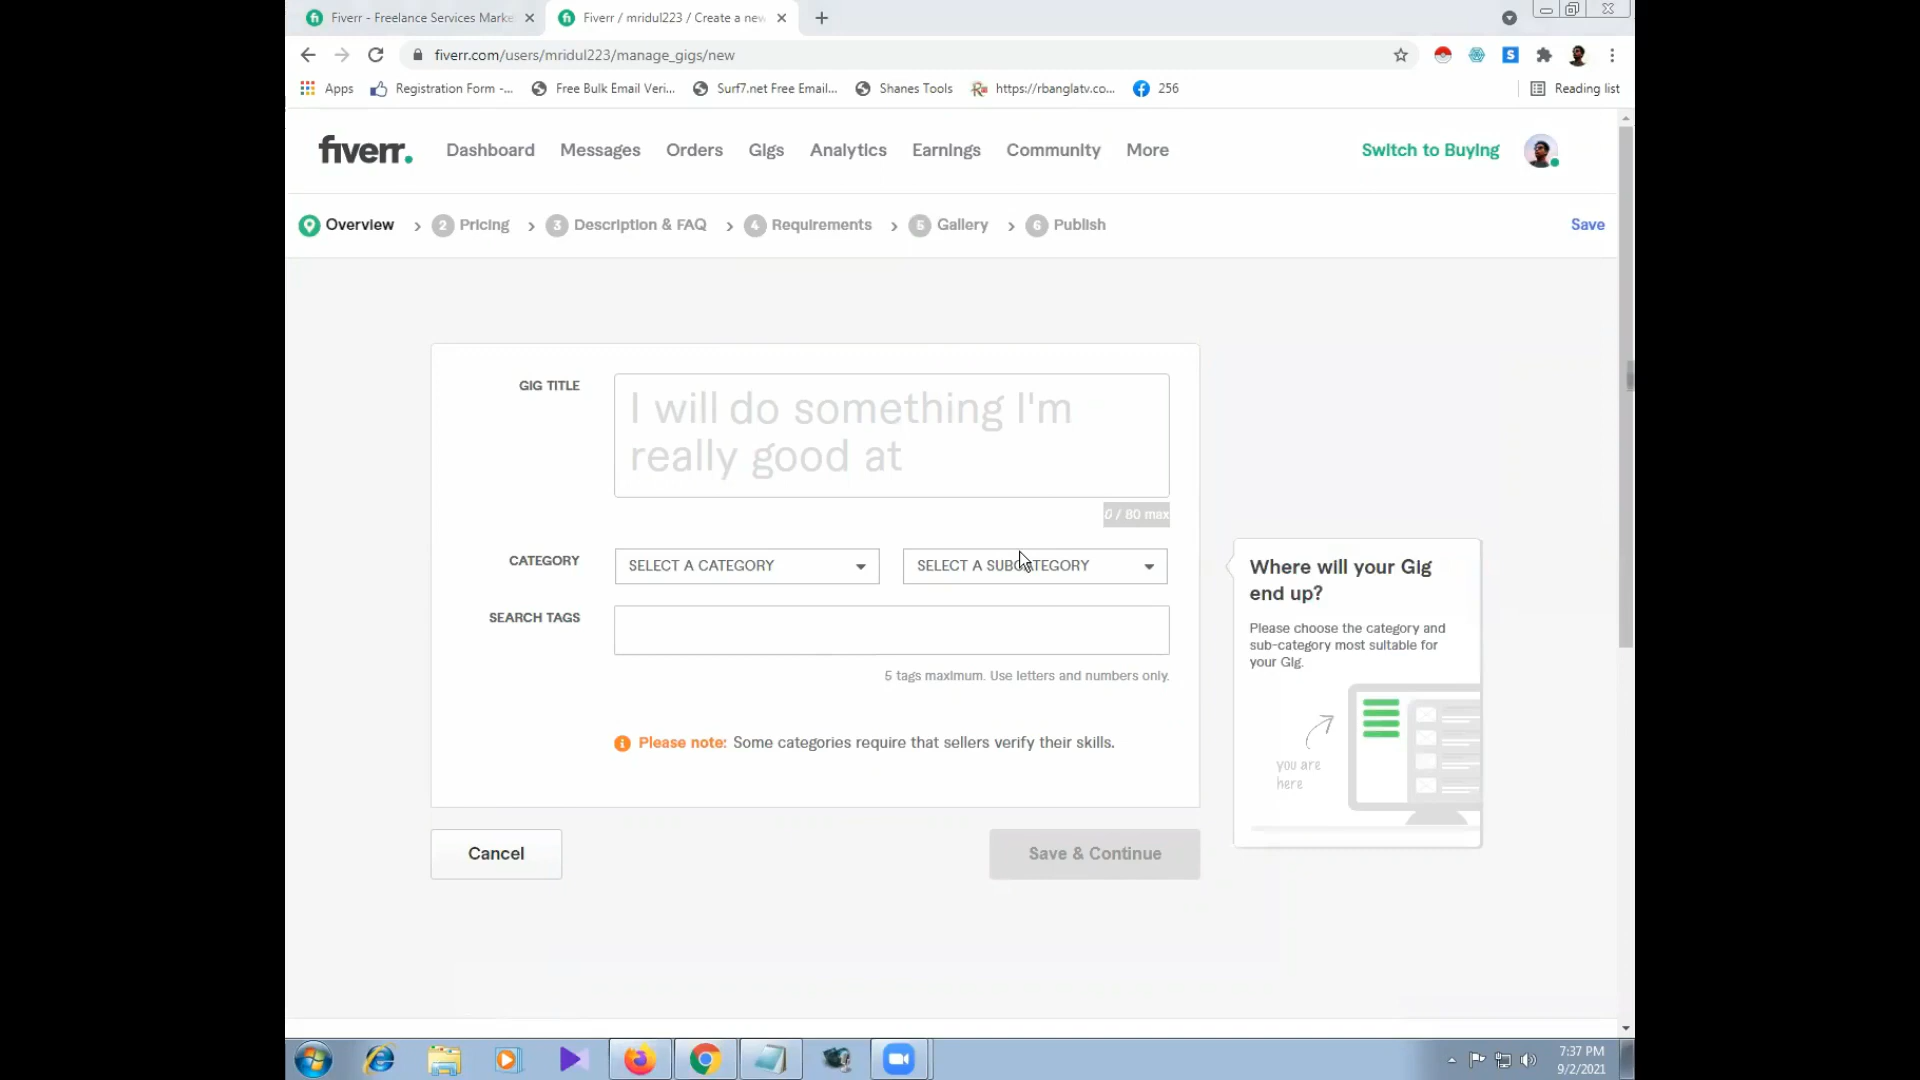 Fiverr - Freelance Services Marke
Fiverr / mridul223 / Create a new
fiverr.com/users/mridul223/manage_gigs/new
Apps
Registration Form -...
Free Bulk Email Veri...
Surf7.net Free Email...
Shanes Tools
https://rbanglatv.co...
256
Reading list
fiverr.
Dashboard
Messages
Orders
Gigs
Analytics
Earnings
Community
More
Switch to Buying
Overview
2 Pricing
3 Description & FAQ
4 Requirements
5 Gallery
6 Publish
Save
GIG TITLE
I will do something I'm
really good at
0 / 80 max
CATEGORY
SELECT A CATEGORY
SELECT A SUBCATEGORY
SEARCH TAGS
5 tags maximum. Use letters and numbers only.
Please note: Some categories require that sellers verify their skills.
Cancel
Save & Continue
Where will your Gig
end up?
Please choose the category and
sub-category most suitable for
your Gig.
you are
here
7:37 PM
9/2/2021